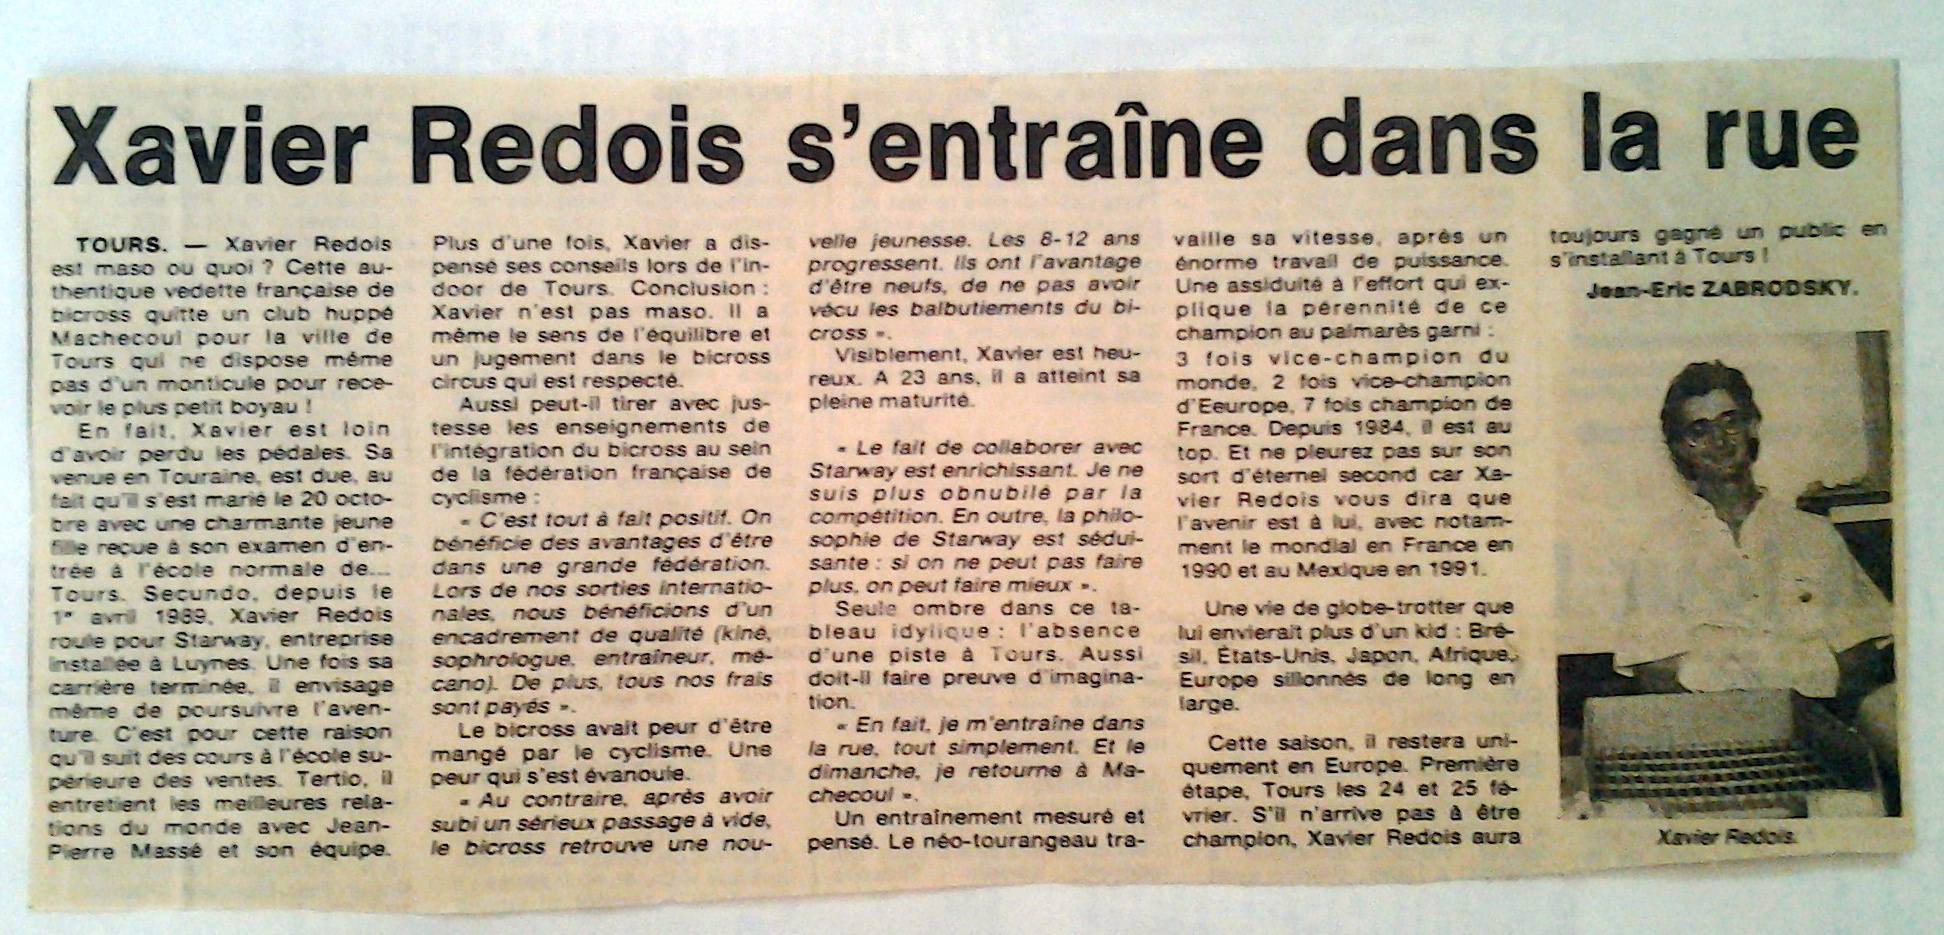 Xavier Redois s'entraîne dans la rue
TOURS. — Xavier Redois
est maso ou quoi ? Cette au-
thentique vedette française de
bicross quitte un club huppé
Machecoul pour la ville de
Tours qui ne dispose même
pas d'un monticule pour rece-
voir le plus petit boyau !
En fait, Xavier est loin
d'avoir perdu les pédales. Sa
venue en Touraine, est due, au
fait qu'il s'est marié le 20 octo-
bre avec une charmante jeune
fille reçue à son examen d'en-
trée à l'école normale de...
Tours. Secundo, depuis le
1er avril 1989, Xavier Redois
roule pour Starway, entreprise
installée à Luynes. Une fois sa
carrière terminée, il envisage
même de poursuivre l'aven-
ture. C'est pour cette raison
qu'il suit des cours à l'école su-
périeure des ventes. Tertio, il
entretient les meilleures rela-
tions du monde avec Jean-
Pierre Massé et son équipe.
Plus d'une fois, Xavier a dis-
pensé ses conseils lors de l'in-
door de Tours. Conclusion :
Xavier n'est pas maso. Il a
même le sens de l'équilibre et
un jugement dans le bicross
circus qui est respecté.
Aussi peut-il tirer avec jus-
tesse les enseignements de
l'intégration du bicross au sein
de la fédération française de
cyclisme :
« C'est tout à fait positif. On
bénéficie des avantages d'être
dans une grande fédération.
Lors de nos sorties internatio-
nales, nous bénéficions d'un
encadrement de qualité (kiné,
sophrologue, entraîneur, mé-
cano). De plus, tous nos frais
sont payés ».
Le bicross avait peur d'être
mangé par le cyclisme. Une
peur qui s'est évanouie.
« Au contraire, après avoir
subi un sérieux passage à vide,
le bicross retrouve une nou-
velle jeunesse. Les 8-12 ans
progressent. Ils ont l'avantage
d'être neufs, de ne pas avoir
vécu les balbutiements du bi-
cross ».
Visiblement, Xavier est heu-
reux. A 23 ans, il a atteint sa
pleine maturité.
« Le fait de collaborer avec
Starway est enrichissant. Je ne
suis plus obnubilé par la
compétition. En outre, la philo-
sophie de Starway est sédui-
sante : si on ne peut pas faire
plus, on peut faire mieux ».
Seule ombre dans ce ta-
bleau idylique : l'absence
d'une piste à Tours. Aussi
doit-il faire preuve d'imagina-
tion.
« En fait, je m'entraîne dans
la rue, tout simplement. Et le
dimanche, je retourne à Ma-
checoul ».
Un entraînement mesuré et
pensé. Le néo-tourangeau tra-
vaille sa vitesse, après un
énorme travail de puissance.
Une assiduité à l'effort qui ex-
plique la pérennité de ce
champion au palmarès garni :
3 fois vice-champion du
monde, 2 fois vice-champion
d'Eeurope, 7 fois champion de
France. Depuis 1984, il est au
top. Et ne pleurez pas sur son
sort d'éternel second car Xa-
vier Redois vous dira que
l'avenir est à lui, avec notam-
ment le mondial en France en
1990 et au Mexique en 1991.
Une vie de globe-trotter que
lui envierait plus d'un kid : Bré-
sil, États-Unis, Japon, Afrique,
Europe sillonnés de long en
large.
Cette saison, il restera uni-
quement en Europe. Première
étape, Tours les 24 et 25 fé-
vrier. S'il n'arrive pas à être
champion, Xavier Redois aura
toujours gagné un public en
s'installant à Tours !
Jean-Eric ZABRODSKY.
Xavier Redois.